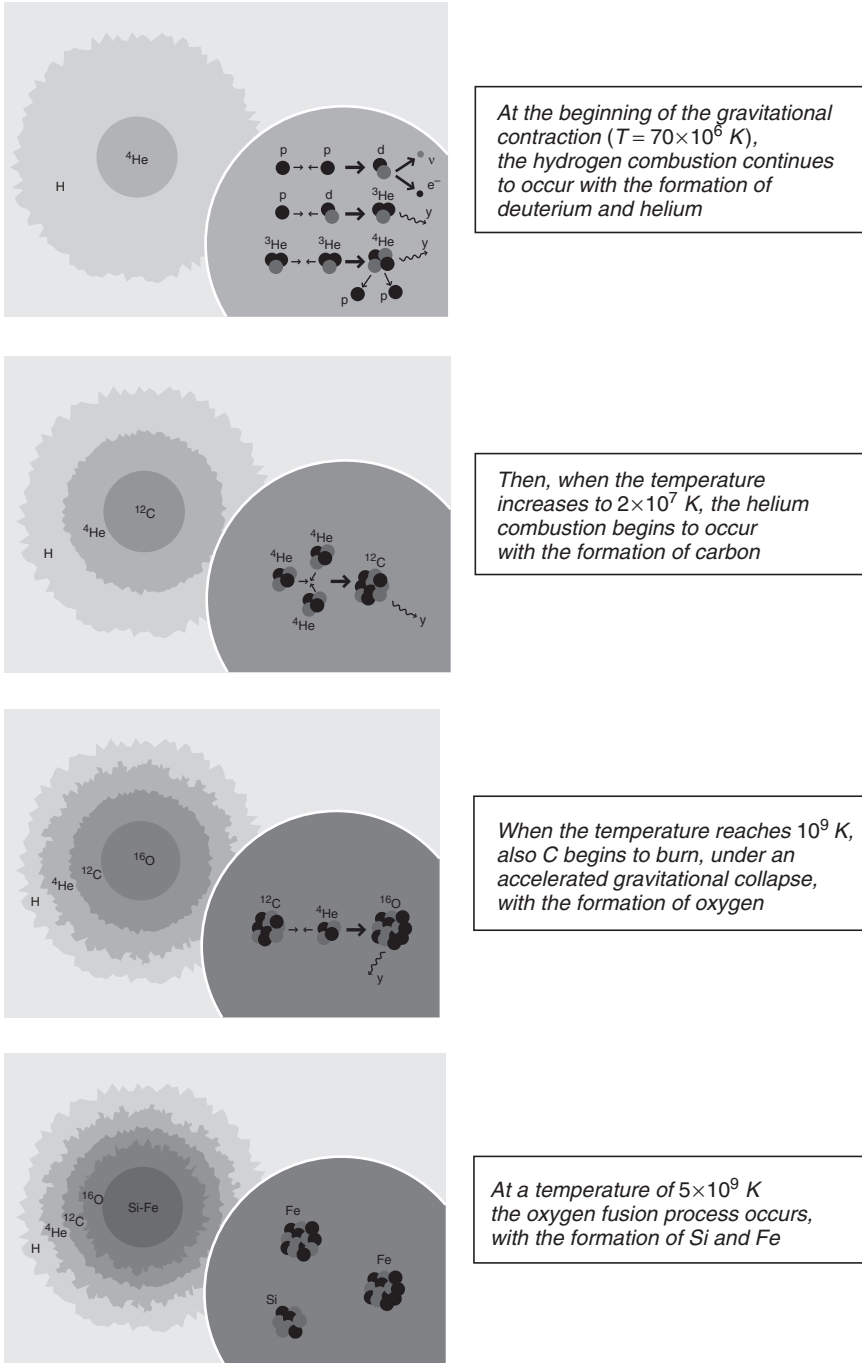 p p d
ν
e⁻
⁴He
H
p d ³He
y
³He ³He ⁴He
y
p p
At the beginning of the gravitational
contraction (T = 70×10⁶ K),
the hydrogen combustion continues
to occur with the formation of
deuterium and helium
¹²C
⁴He
H
⁴He
⁴He
¹²C
⁴He
y
Then, when the temperature
increases to 2×10⁷ K, the helium
combustion begins to occur
with the formation of carbon
¹⁶O
¹²C
⁴He
H
¹²C ⁴He ¹⁶O
y
When the temperature reaches 10⁹ K,
also C begins to burn, under an
accelerated gravitational collapse,
with the formation of oxygen
Si-Fe
¹⁶O
¹²C
⁴He
H
Fe
Fe
Si
At a temperature of 5×10⁹ K
the oxygen fusion process occurs,
with the formation of Si and Fe